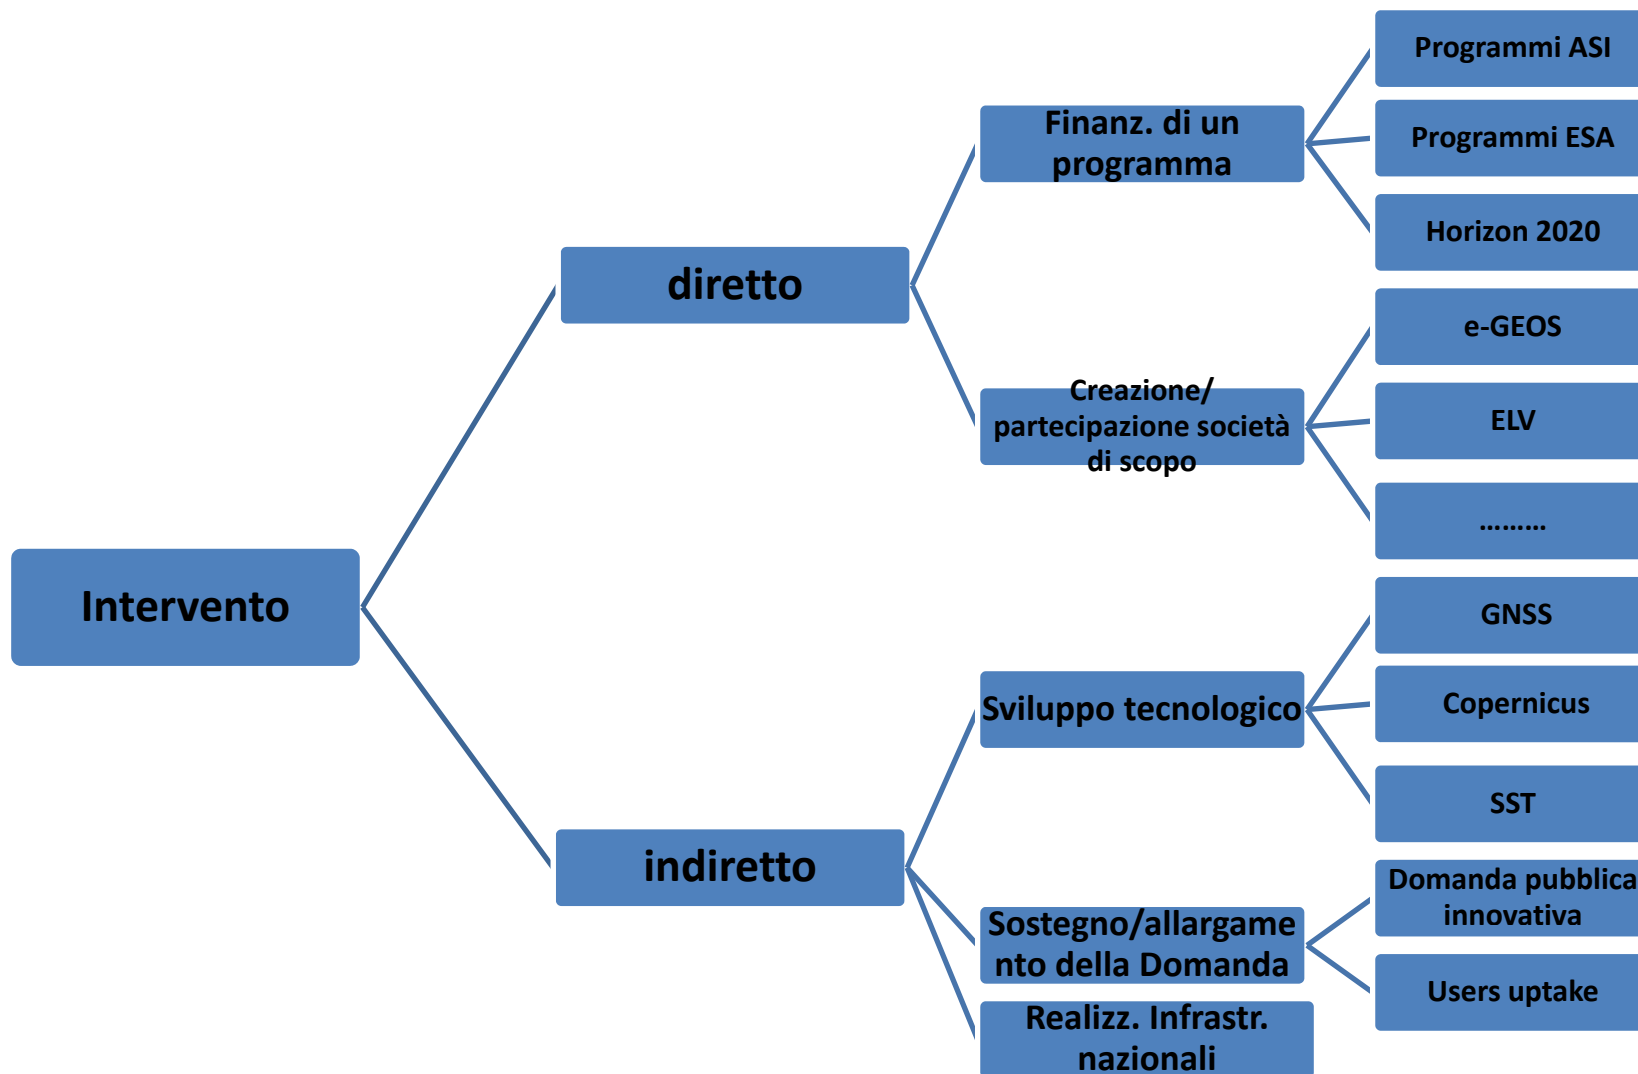 Intervento
diretto
Finanz. di un
programma
Programmi ASI
Programmi ESA
Horizon 2020
Creazione/
partecipazione società
di scopo
e-GEOS
ELV
.........
indiretto
Sviluppo tecnologico
GNSS
Copernicus
SST
Sostegno/allargame
nto della Domanda
Domanda pubblica
innovativa
Users uptake
Realizz. Infrastr.
nazionali